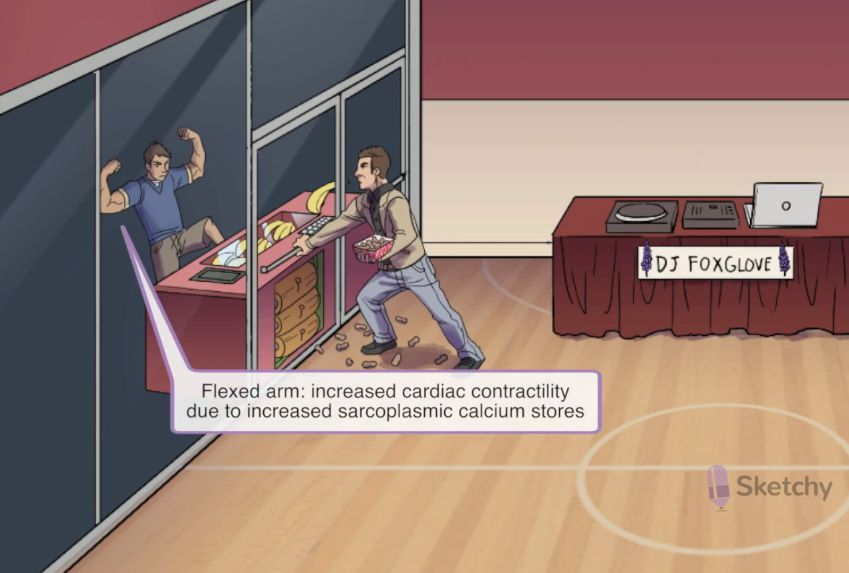 DJ FOXGLOVE
Flexed arm: increased cardiac contractility
due to increased sarcoplasmic calcium stores
Sketchy